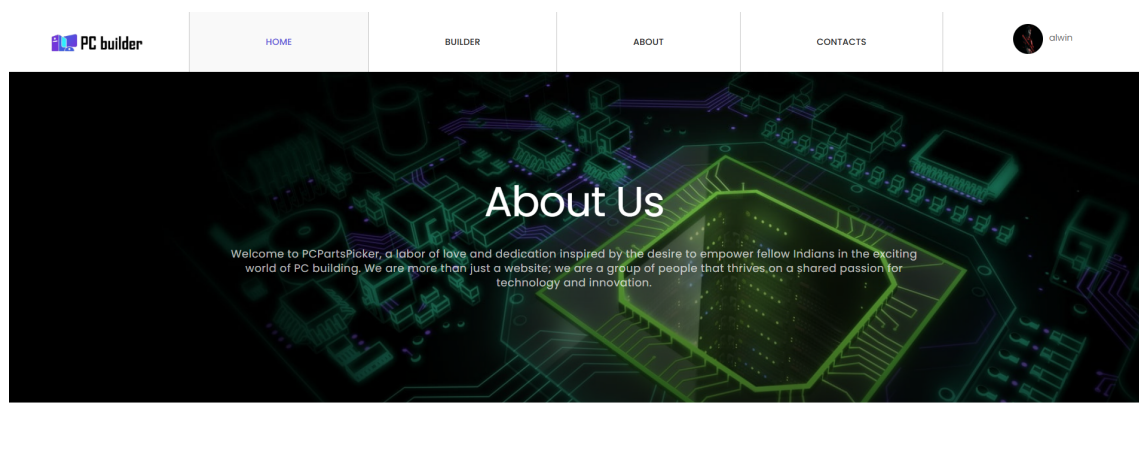 PC builder
HOME
BUILDER
ABOUT
CONTACTS
alwin
About Us
Welcome to PCPartsPicker, a labor of love and dedication inspired by the desire to empower fellow Indians in the exciting
world of PC building. We are more than just a website; we are a group of people that thrives on a shared passion for
technology and innovation.